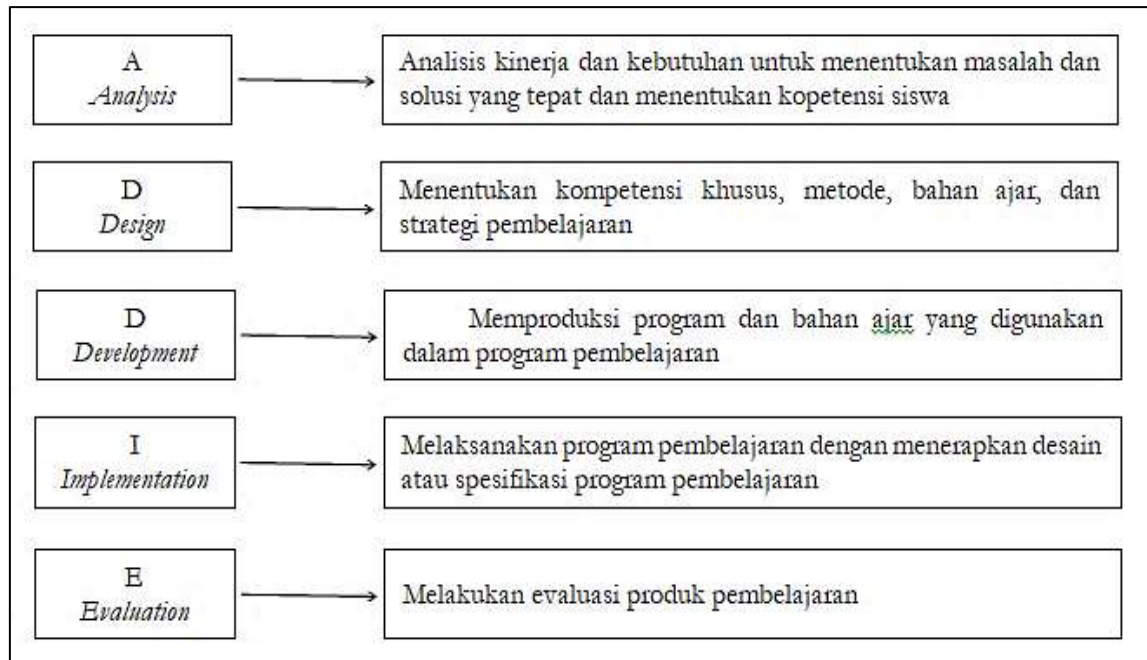 A
Analysis
Analisis kinerja dan kebutuhan untuk menentukan masalah dan
solusi yang tepat dan menentukan kopetensi siswa
D
Design
Menentukan kompetensi khusus, metode, bahan ajar, dan
strategi pembelajaran
D
Development
Memproduksi program dan bahan ajar yang digunakan
dalam program pembelajaran
I
Implementation
Melaksanakan program pembelajaran dengan menerapkan desain
atau spesifikasi program pembelajaran
E
Evaluation
Melakukan evaluasi produk pembelajaran